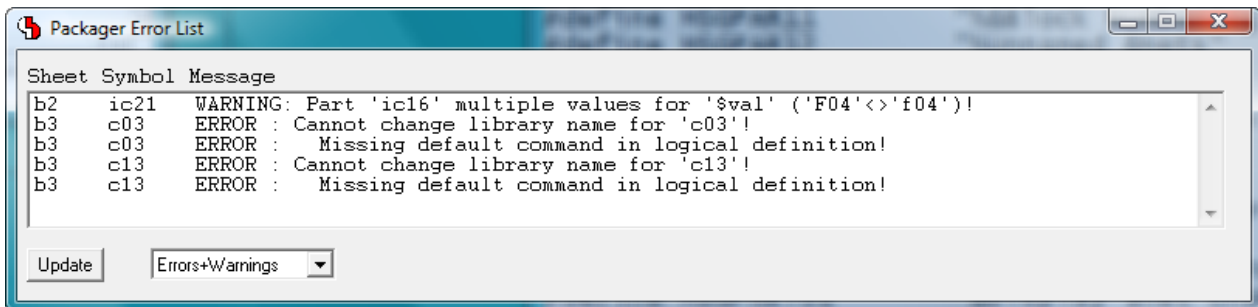 Packager Error List
Sheet Symbol Message
b2 ic21 WARNING: Part 'ic16' multiple values for '$val' ('F04'<>'f04')!
b3 c03 ERROR : Cannot change library name for 'c03'!
b3 c03 ERROR : Missing default command in logical definition!
b3 c13 ERROR : Cannot change library name for 'c13'!
b3 c13 ERROR : Missing default command in logical definition!
Update Errors+Warnings